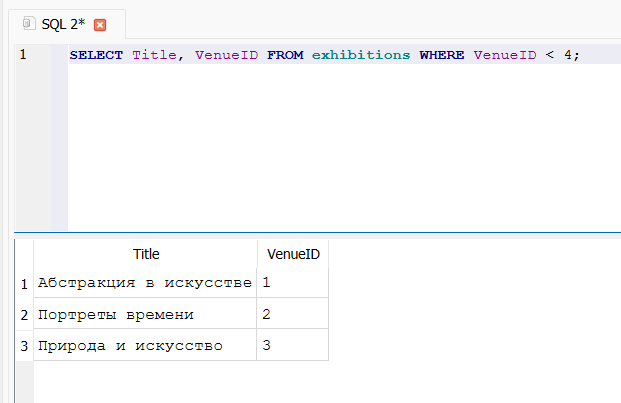 SQL 2*
1 SELECT Title, VenueID FROM exhibitions WHERE VenueID < 4;
Title VenueID
1 Абстракция в искусстве 1
2 Портреты времени 2
3 Природа и искусство 3